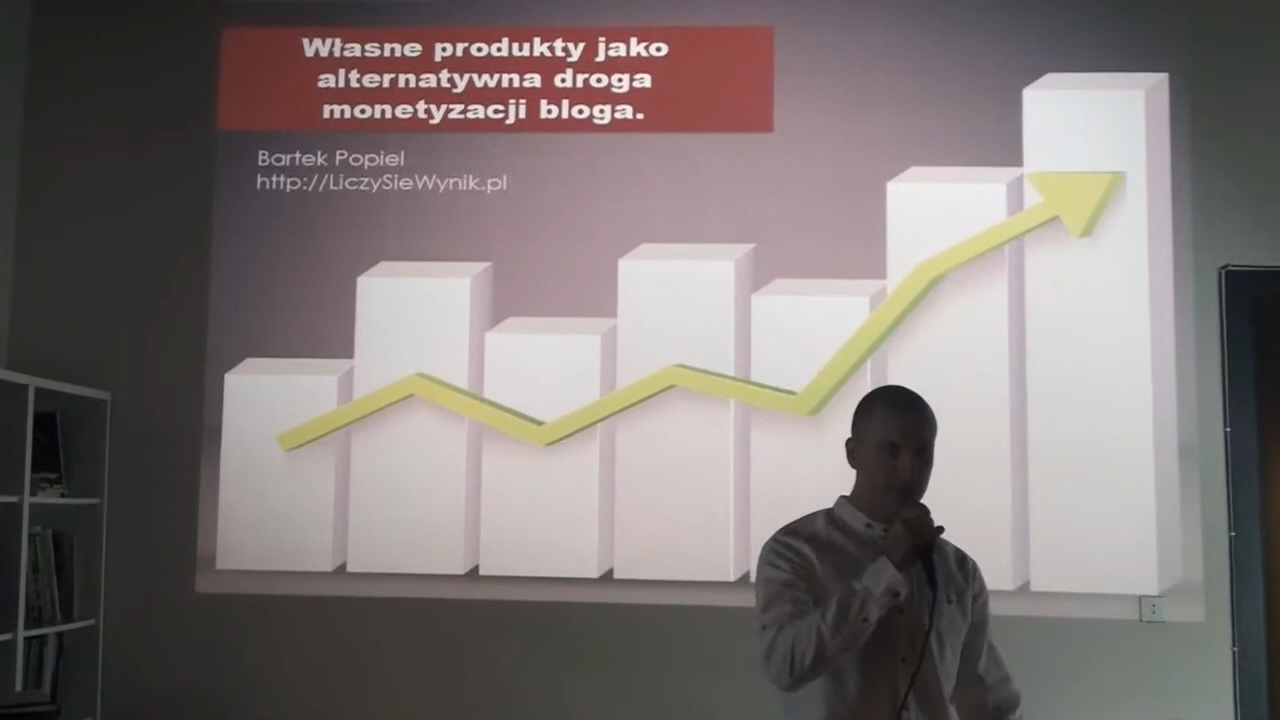 Własne produkty jako
alternatywna droga
monetyzacji bloga.
Bartek Popiel
http://LiczySieWynik.pl